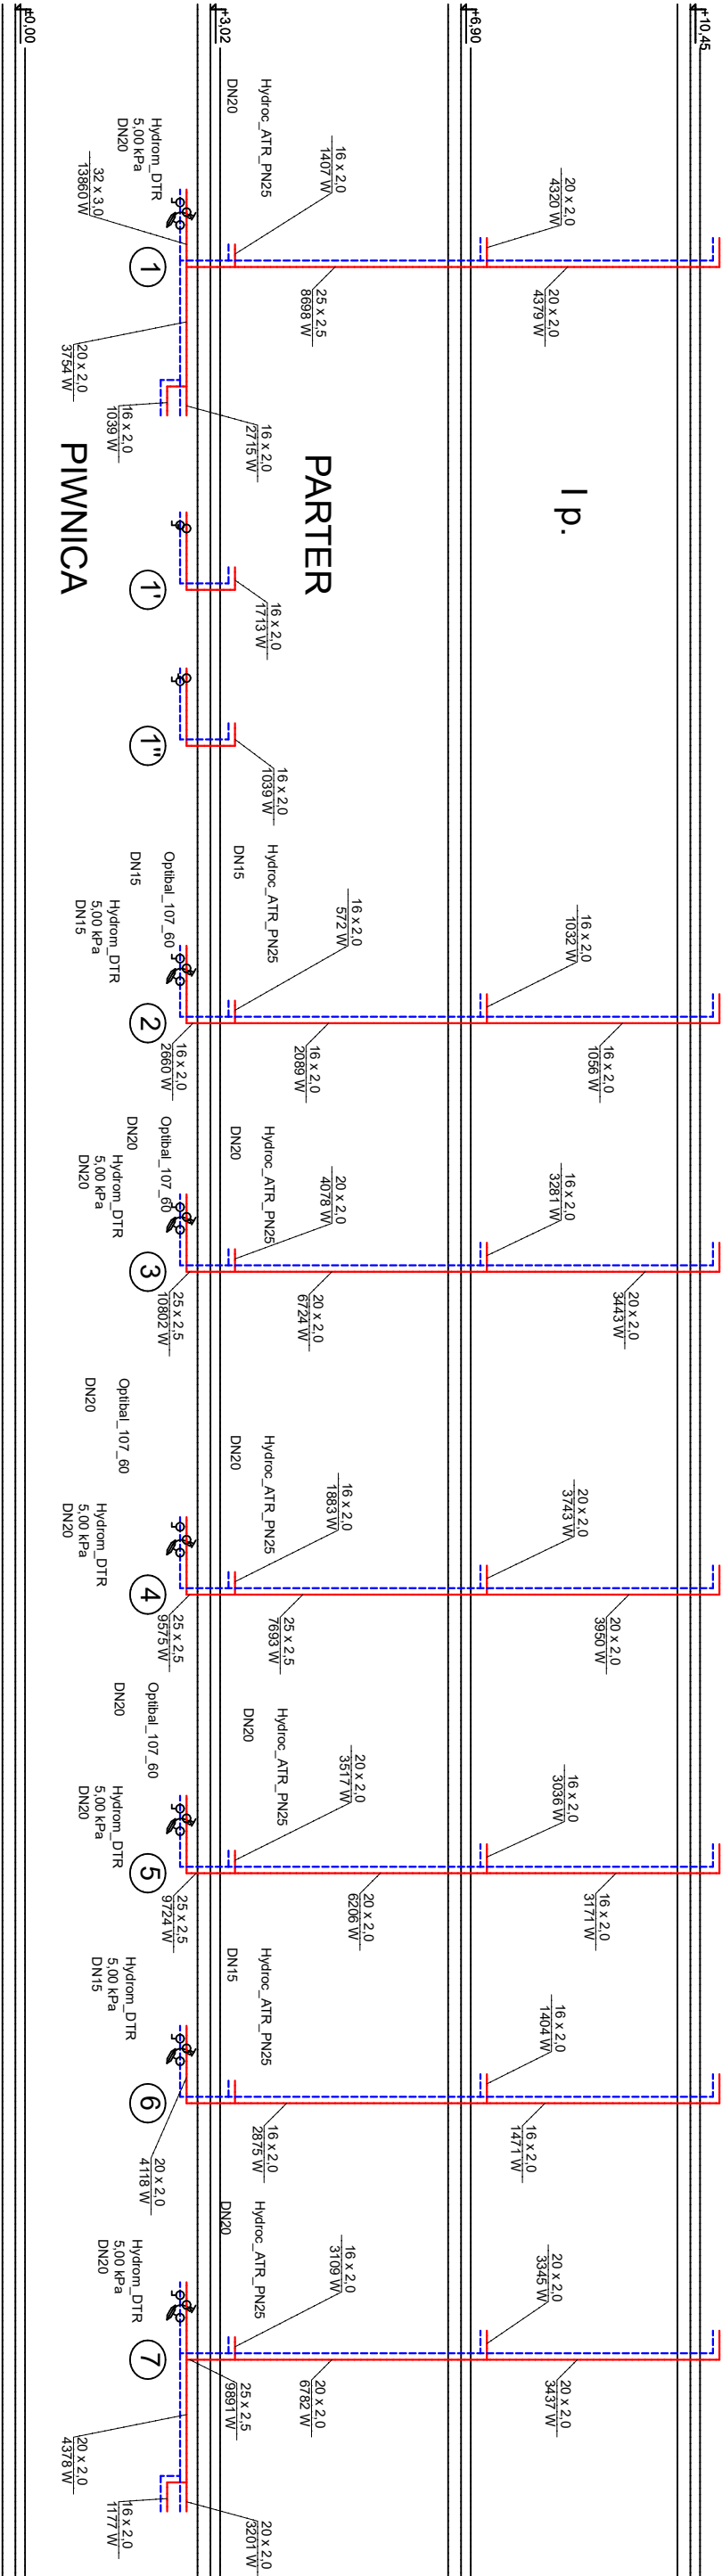 +10,45
+6,90
+3,02
±0,00
I p.
PARTER
PIWNICA
20 x 2,0
4320 W
20 x 2,0
4379 W
Hydroc_ATR_PN25
DN20
16 x 2,0
1407 W
25 x 2,5
8698 W
Hydrom_DTR
5,00 kPa
DN20
32 x 3,0
13860 W
1
20 x 2,0
3754 W
16 x 2,0
2715 W
16 x 2,0
1039 W
1'
16 x 2,0
1713 W
1"
16 x 2,0
1039 W
16 x 2,0
1032 W
16 x 2,0
1056 W
Hydroc_ATR_PN25
DN15
16 x 2,0
572 W
16 x 2,0
2089 W
Optibal_107_60
DN15
Hydrom_DTR
5,00 kPa
DN15
2
16 x 2,0
2660 W
16 x 2,0
3281 W
20 x 2,0
3443 W
Hydroc_ATR_PN25
DN20
20 x 2,0
4078 W
20 x 2,0
6724 W
Optibal_107_60
DN20
Hydrom_DTR
5,00 kPa
DN20
3
25 x 2,5
10802 W
20 x 2,0
3743 W
20 x 2,0
3950 W
Hydroc_ATR_PN25
DN20
16 x 2,0
1883 W
25 x 2,5
7693 W
Optibal_107_60
DN20
Hydrom_DTR
5,00 kPa
DN20
4
25 x 2,5
9575 W
16 x 2,0
3036 W
16 x 2,0
3171 W
Hydroc_ATR_PN25
DN20
20 x 2,0
3517 W
20 x 2,0
6206 W
Optibal_107_60
DN20
Hydrom_DTR
5,00 kPa
DN20
5
25 x 2,5
9724 W
16 x 2,0
1404 W
16 x 2,0
1471 W
Hydroc_ATR_PN25
DN15
16 x 2,0
2875 W
Hydrom_DTR
5,00 kPa
DN15
6
20 x 2,0
4118 W
20 x 2,0
3345 W
20 x 2,0
3437 W
Hydroc_ATR_PN25
DN20
16 x 2,0
3109 W
20 x 2,0
6782 W
Hydrom_DTR
5,00 kPa
DN20
7
25 x 2,5
9891 W
20 x 2,0
4378 W
20 x 2,0
3201 W
16 x 2,0
1177 W